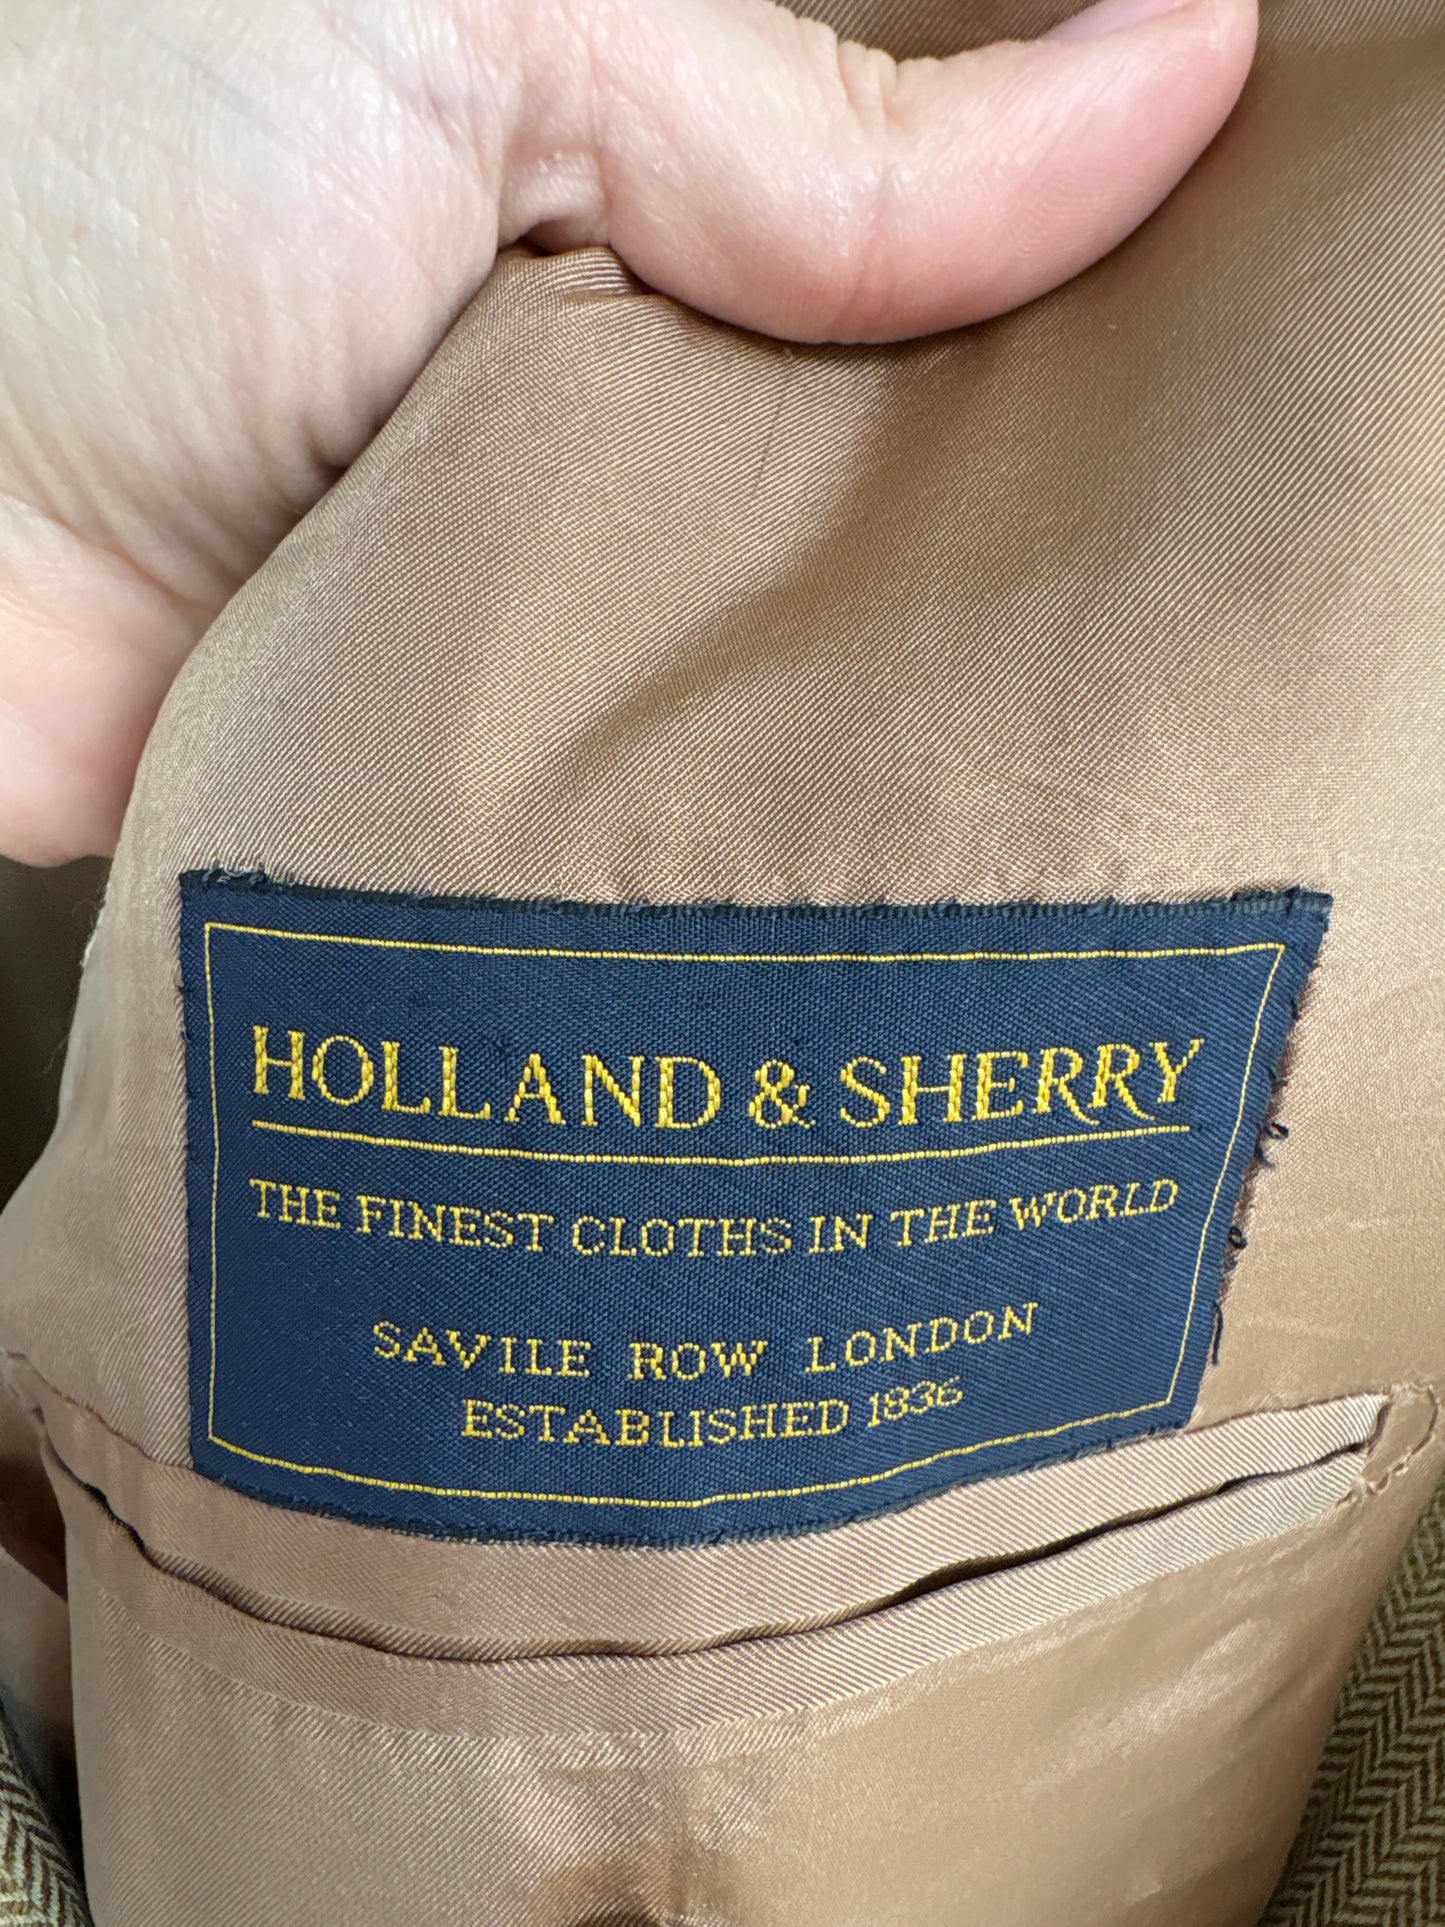 HOLLAND & SHERRY
THE FINEST CLOTHS IN THE WORLD
SAVILE ROW LONDON
ESTABLISHED 1836